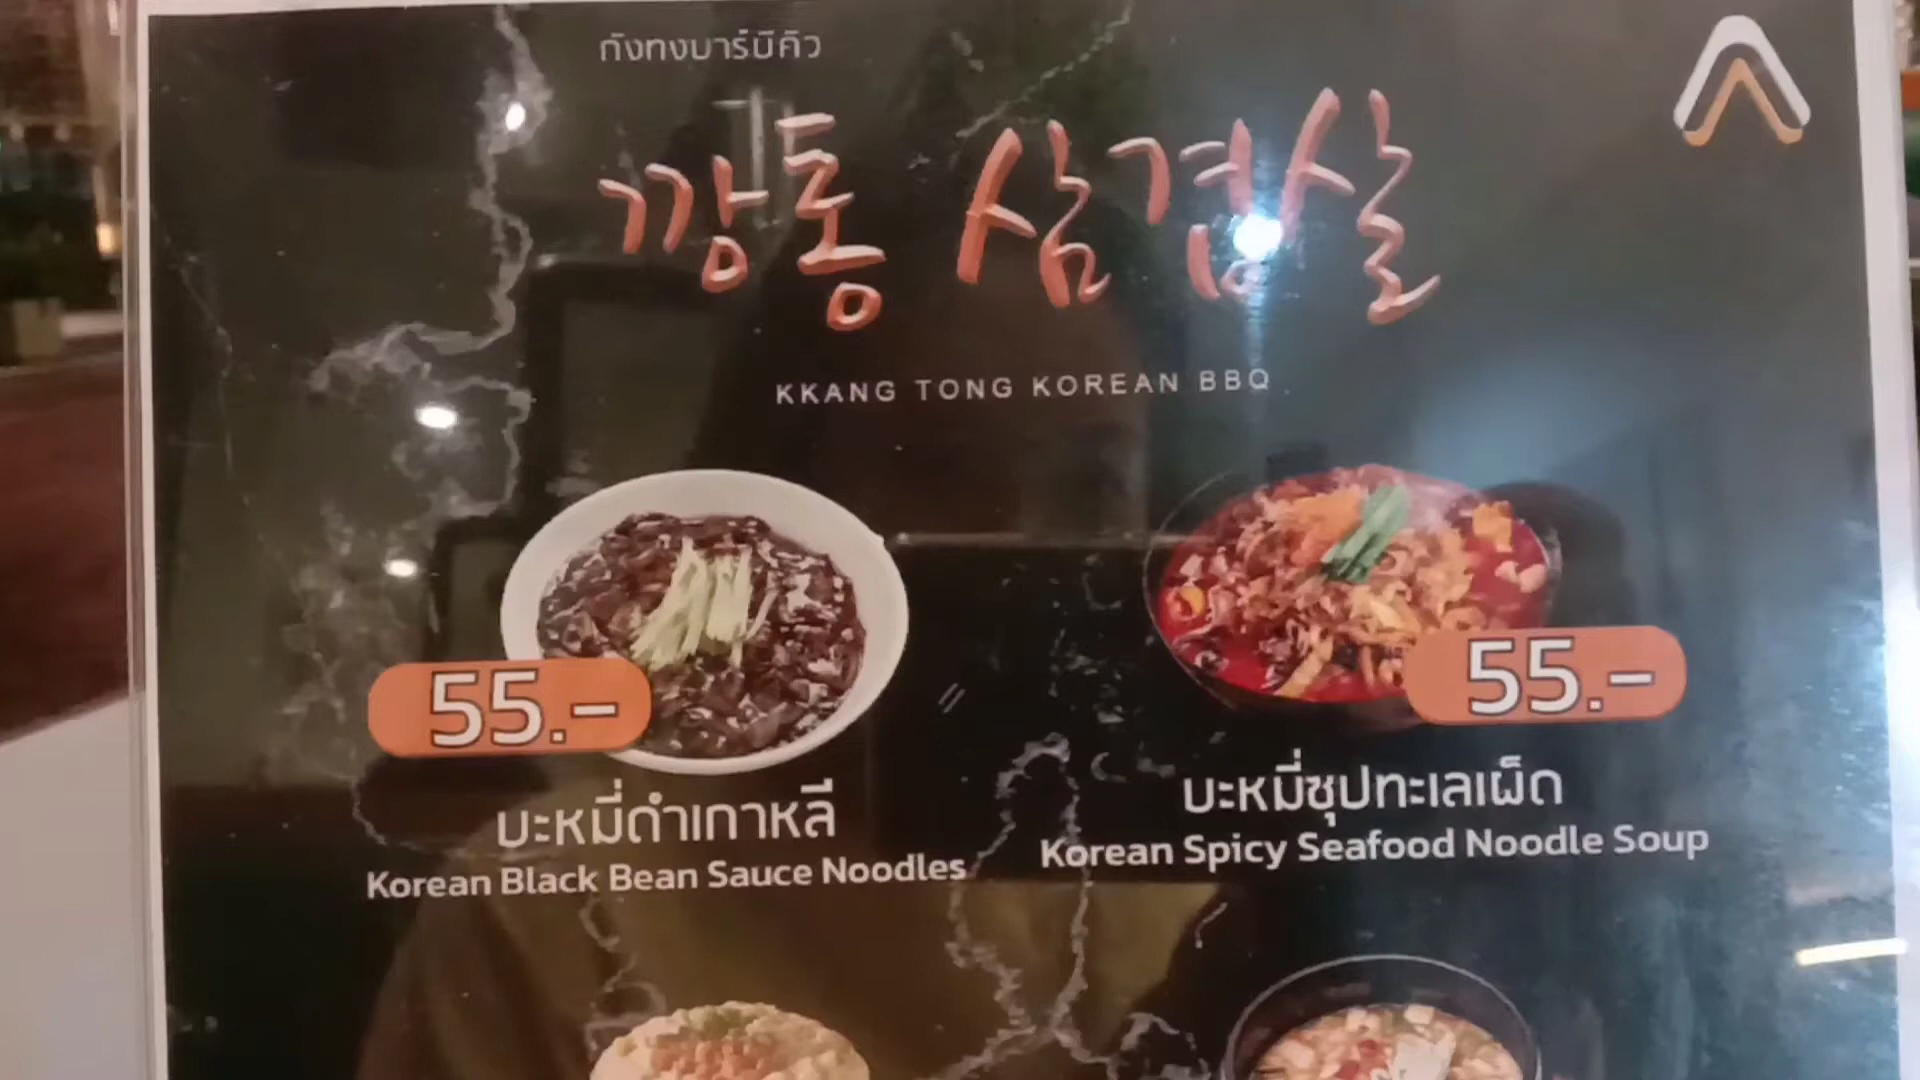 กังทงบาร์บีคิว
깡통 삼겹살
KKANG TONG KOREAN BBQ
55.-
55.-
บะหมี่ดำเกาหลี
บะหมี่ซุปทะเลเผ็ด
Korean Black Bean Sauce Noodles
Korean Spicy Seafood Noodle Soup